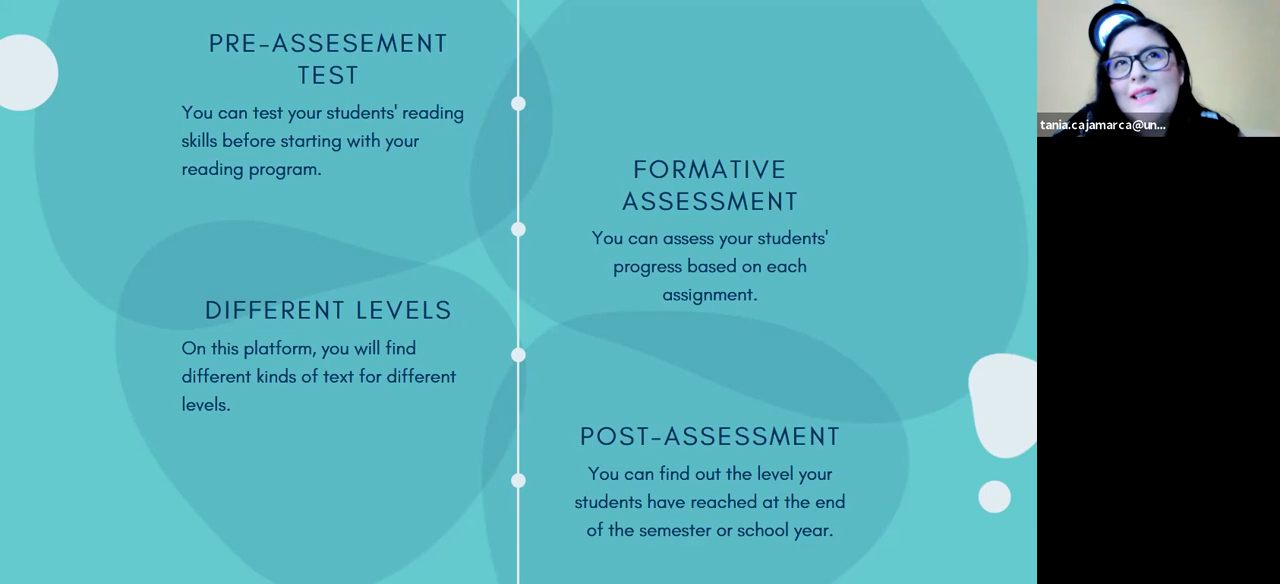 PRE-ASSESEMENT
TEST
You can test your students' reading
skills before starting with your
reading program.
FORMATIVE
ASSESSMENT
You can assess your students'
progress based on each
assignment.
DIFFERENT LEVELS
On this platform, you will find
different kinds of text for different
levels.
POST-ASSESSMENT
You can find out the level your
students have reached at the end
of the semester or school year.
tania.cajamarca@un...